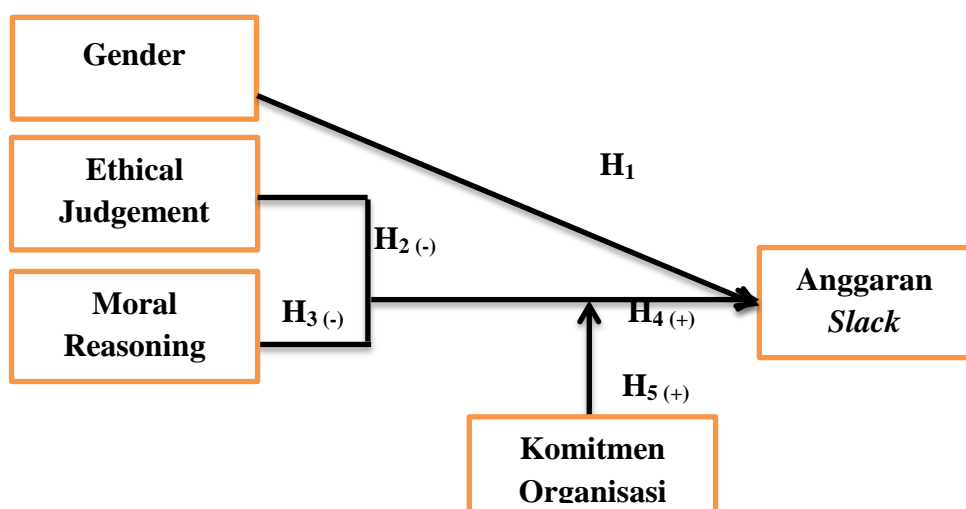 Gender
H1
Ethical
Judgement
H2 (-)
Moral
Reasoning
H3 (-)
Anggaran
Slack
H4 (+)
H5 (+)
Komitmen
Organisasi